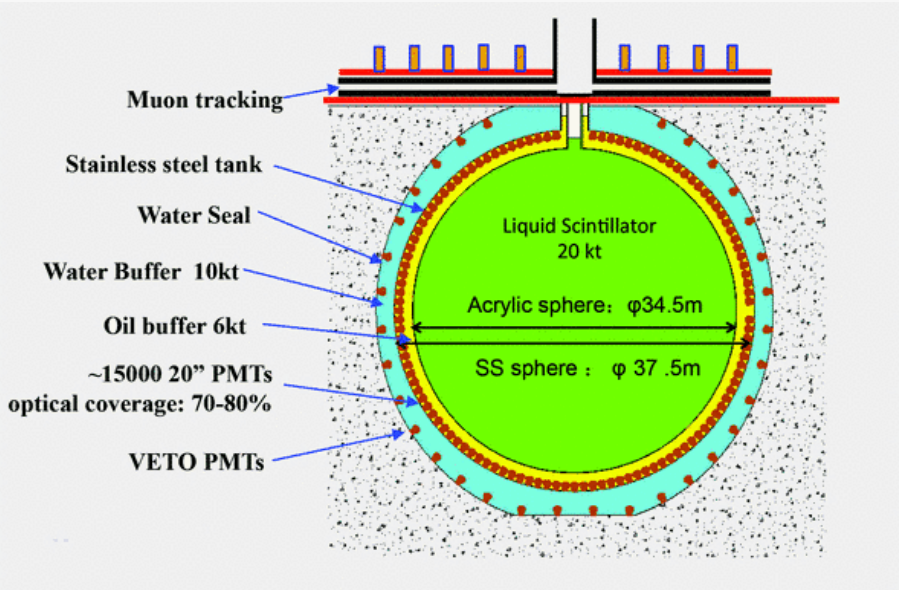 Muon tracking
Stainless steel tank
Water Seal
Water Buffer 10kt
Oil buffer 6kt
~15000 20” PMTs
optical coverage: 70-80%
VETO PMTs
Liquid Scintillator
20 kt
Acrylic sphere：φ34.5m
SS sphere ： φ 37 .5m